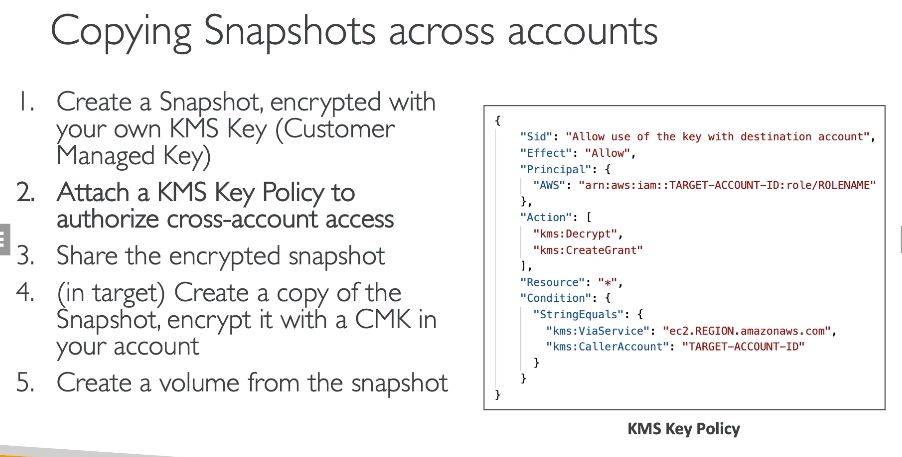 Copying Snapshots across accounts
1. Create a Snapshot, encrypted with
your own KMS Key (Customer
Managed Key)
2. Attach a KMS Key Policy to
authorize cross-account access
3. Share the encrypted snapshot
4. (in target) Create a copy of the
Snapshot, encrypt it with a CMK in
your account
5. Create a volume from the snapshot
{
"Sid": "Allow use of the key with destination account",
"Effect": "Allow",
"Principal": {
"AWS": "arn:aws:iam::TARGET-ACCOUNT-ID:role/ROLENAME"
},
"Action": [
"kms:Decrypt",
"kms:CreateGrant"
],
"Resource": "*",
"Condition": {
"StringEquals": {
"kms:ViaService": "ec2.REGION.amazonaws.com",
"kms:CallerAccount": "TARGET-ACCOUNT-ID"
}
}
}
KMS Key Policy